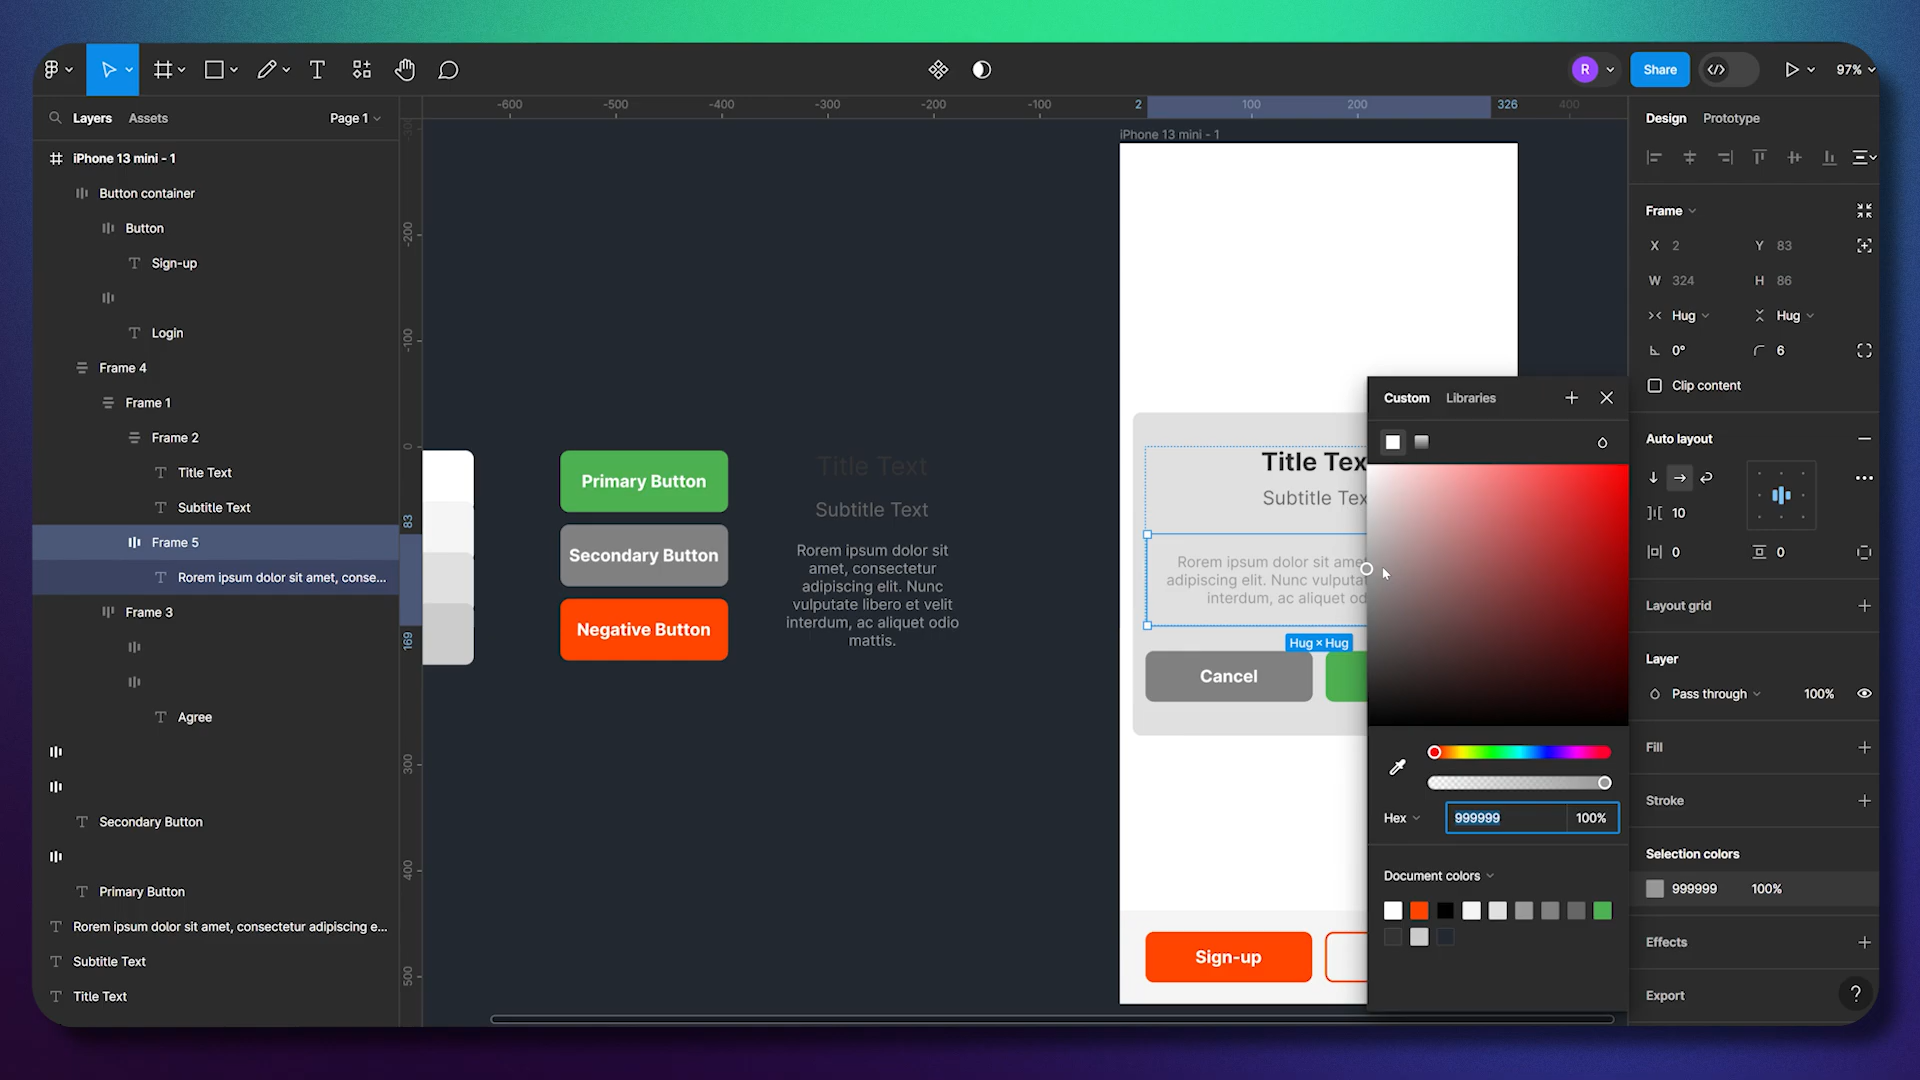 R
Share
97%
Layers
Assets
Page 1
iPhone 13 mini - 1
Button container
Button
Sign-up
Login
Frame 4
Frame 1
Frame 2
Title Text
Subtitle Text
Frame 5
Rorem ipsum dolor sit amet, conse...
Frame 3
Agree
Secondary Button
Primary Button
Rorem ipsum dolor sit amet, consectetur adipiscing e...
Subtitle Text
Title Text
-600
-500
-400
-300
-200
-100
2
100
200
326
400
-200
-100
0
83
169
300
400
500
Primary Button
Secondary Button
Negative Button
Title Text
Subtitle Text
Rorem ipsum dolor sit
amet, consectetur
adipiscing elit. Nunc
vulputate libero et velit
interdum, ac aliquet odio
mattis.
iPhone 13 mini - 1
Title Tex
Subtitle Tex
Rorem ipsum dolor sit ame
adipiscing elit. Nunc vulputa
interdum, ac aliquet od
Hug × Hug
Cancel
Sign-up
Custom
Libraries
Hex
999999
100%
Document colors
Design
Prototype
Frame
X 2
Y 83
W 324
H 86
Hug
Hug
0°
6
Clip content
Auto layout
10
0
0
Layout grid
Layer
Pass through
100%
Fill
Stroke
Selection colors
999999
100%
Effects
Export
?